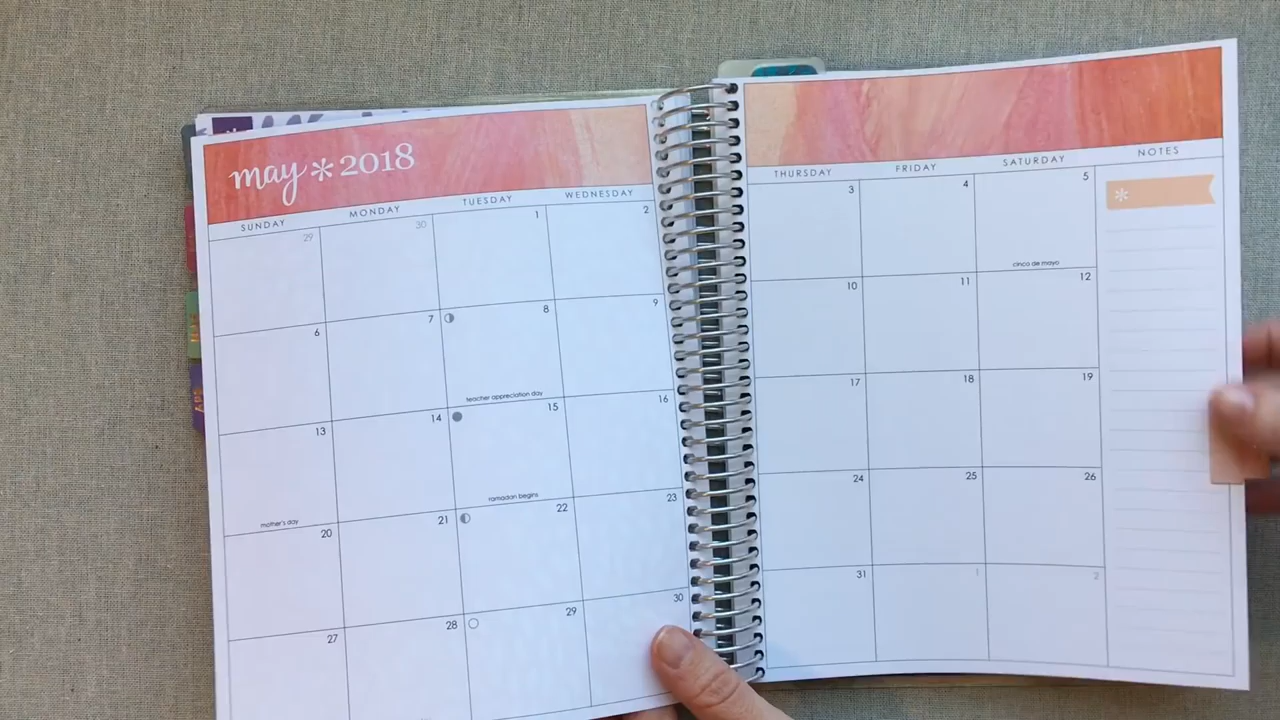 may * 2018
SUNDAY MONDAY TUESDAY WEDNESDAY THURSDAY FRIDAY SATURDAY NOTES
29 30 1 2 3 4 5
cinco de mayo
6 7 8 9 10 11 12
teacher appreciation day
13 14 15 16 17 18 19
mother's day ramadan begins
20 21 22 23 24 25 26
27 28 29 30 31 1 2